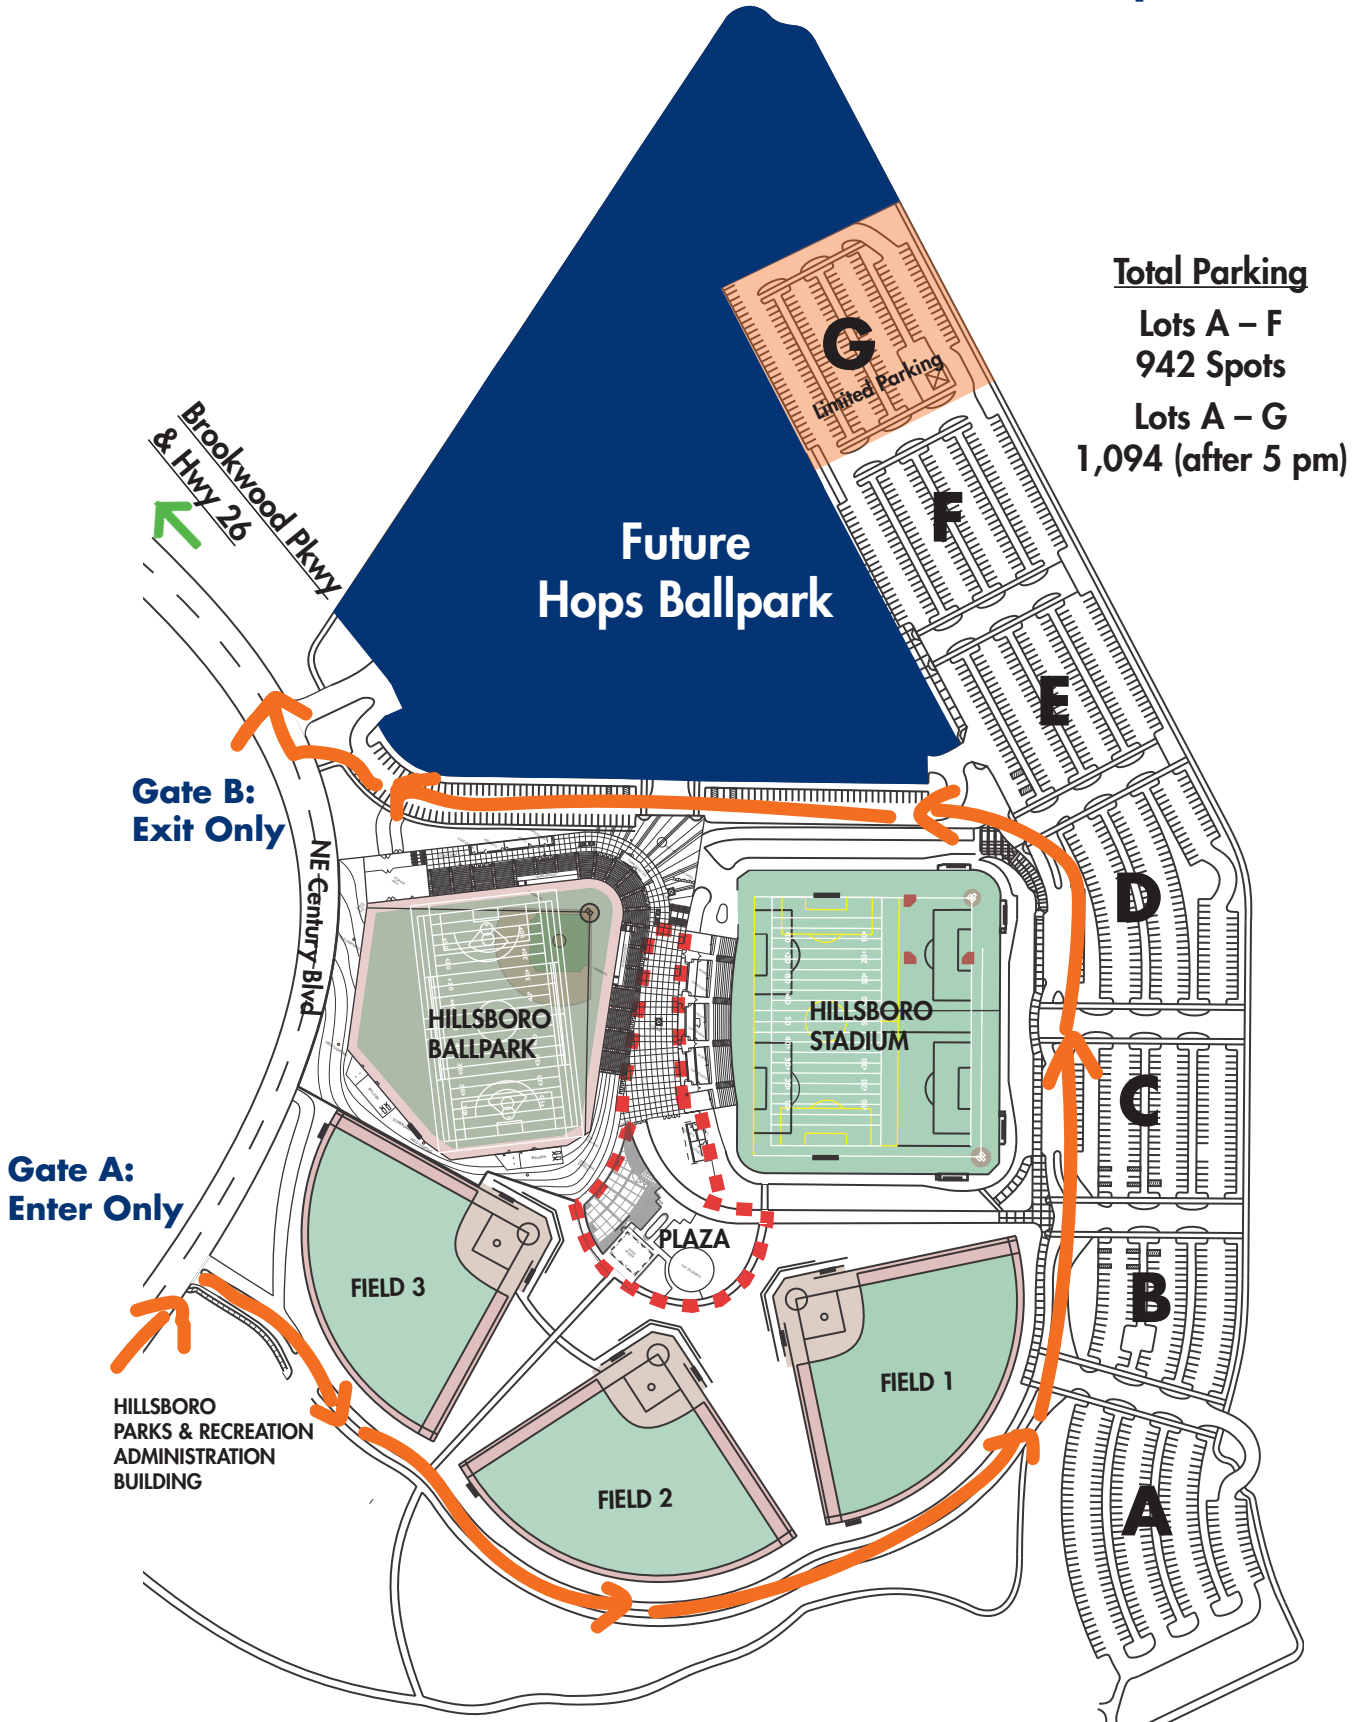 Total Parking
Lots A – F
942 Spots
Lots A – G
1,094 (after 5 pm)
G
Limited Parking
Brookwood Pkwy
& Hwy 26
F
Future
Hops Ballpark
E
Gate B:
Exit Only
NE Century Blvd
D
HILLSBORO
BALLPARK
HILLSBORO
STADIUM
C
Gate A:
Enter Only
PLAZA
FIELD 3
B
FIELD 1
HILLSBORO
PARKS & RECREATION
ADMINISTRATION
BUILDING
FIELD 2
A